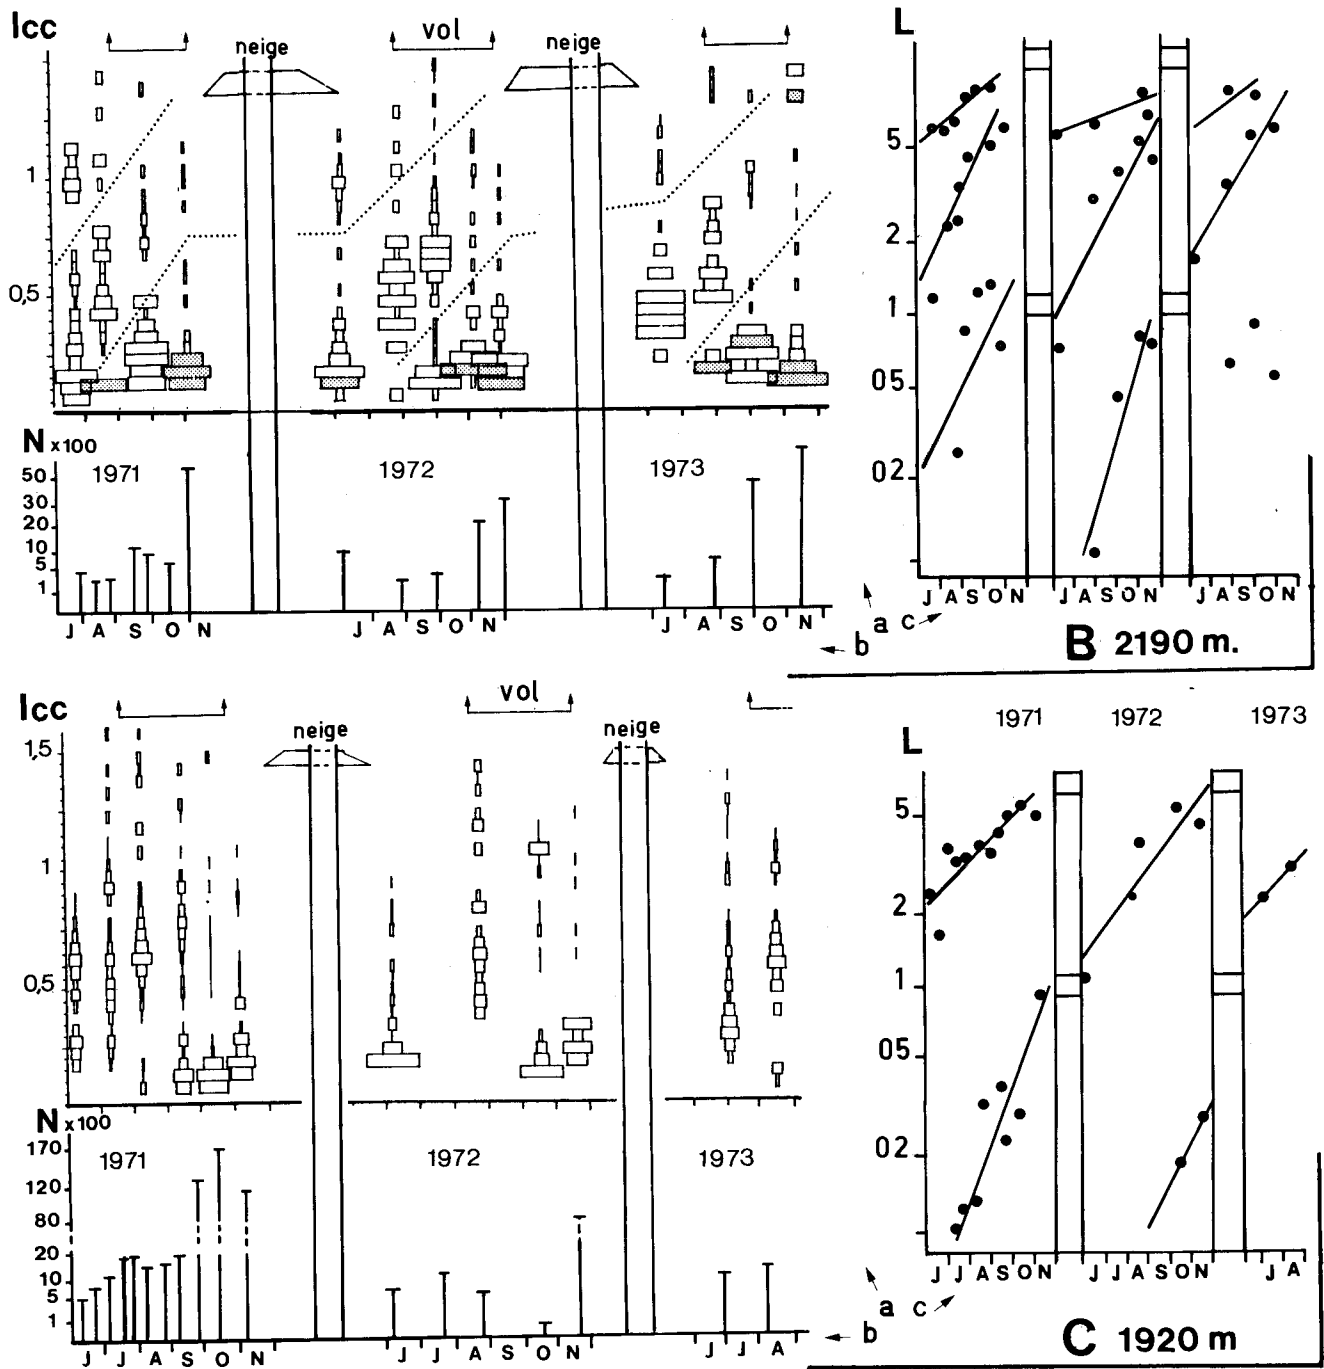 Icc
vol
neige
neige
1
0,5
N x100
1971
1972
1973
50
30
20
10
5
1
J A S O N
J A S O N
J A S O N
b
L
5
2
1
05
02
J A S O N
J A S O N
J A S O N
a c
B 2190 m.
Icc
vol
neige
neige
1,5
1
0,5
N x100
1971
1972
1973
170
120
80
20
10
5
1
J J J A S O N
J J A S O N
J J A
b
1971 1972 1973
L
5
2
1
05
02
J J A S O N
J J A S O N
J A
a c
C 1920 m